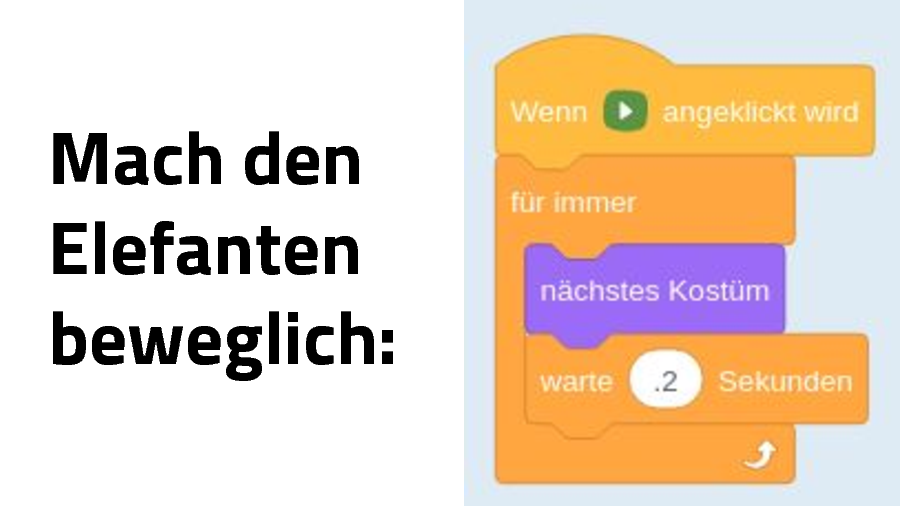 Mach den
Elefanten
beweglich:
Wenn angeklickt wird
für immer
nächstes Kostüm
warte .2 Sekunden